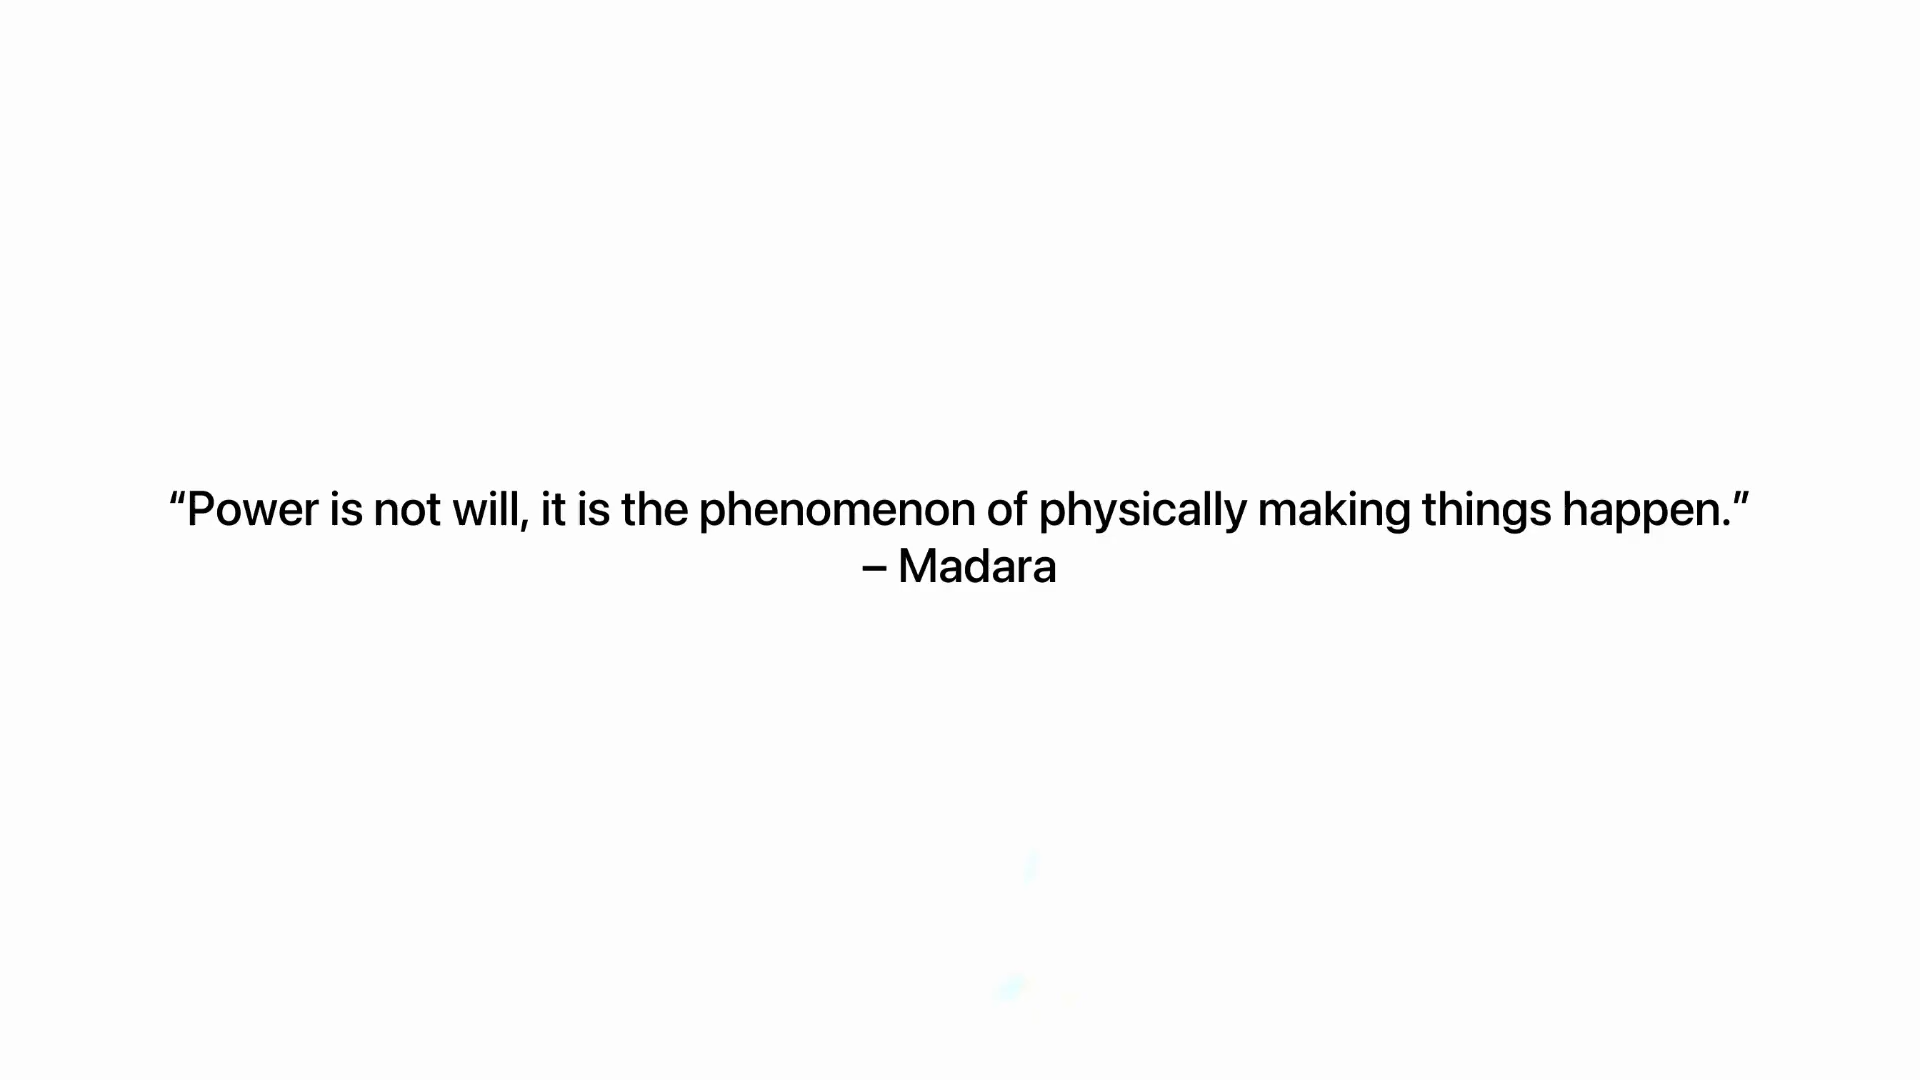 “Power is not will, it is the phenomenon of physically making things happen.”
– Madara